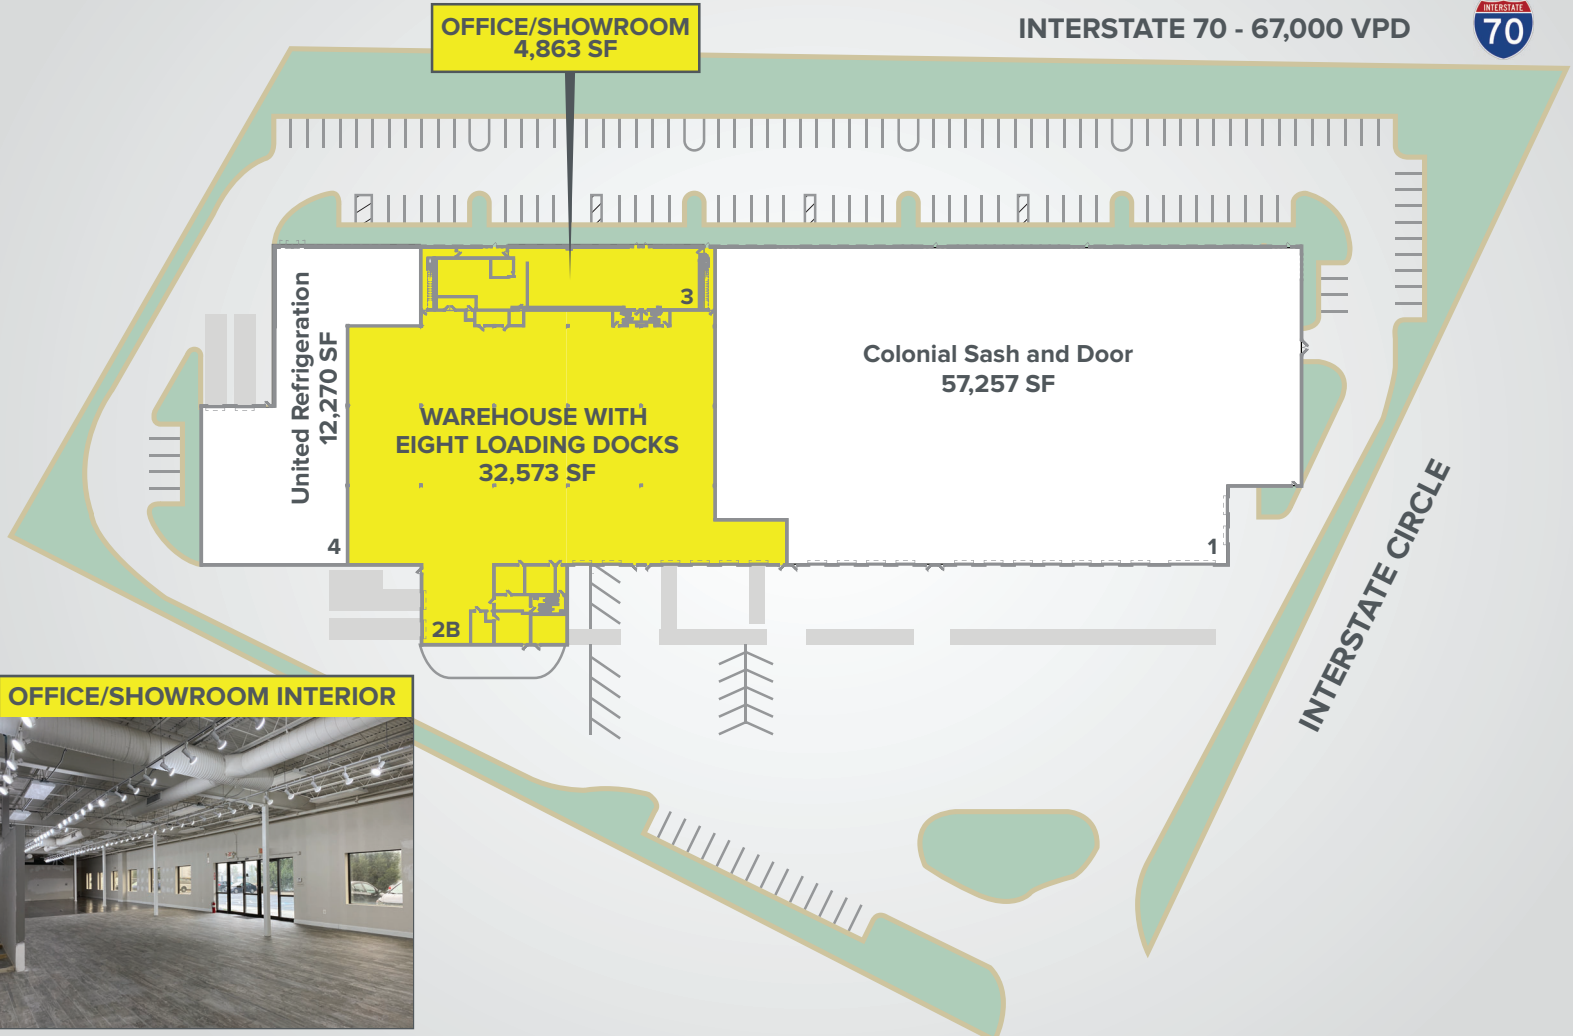 OFFICE/SHOWROOM
4,863 SF
INTERSTATE 70 - 67,000 VPD
INTERSTATE
70
3
United Refrigeration
12,270 SF
Colonial Sash and Door
57,257 SF
WAREHOUSE WITH
EIGHT LOADING DOCKS
32,573 SF
4
1
2B
INTERSTATE CIRCLE
OFFICE/SHOWROOM INTERIOR